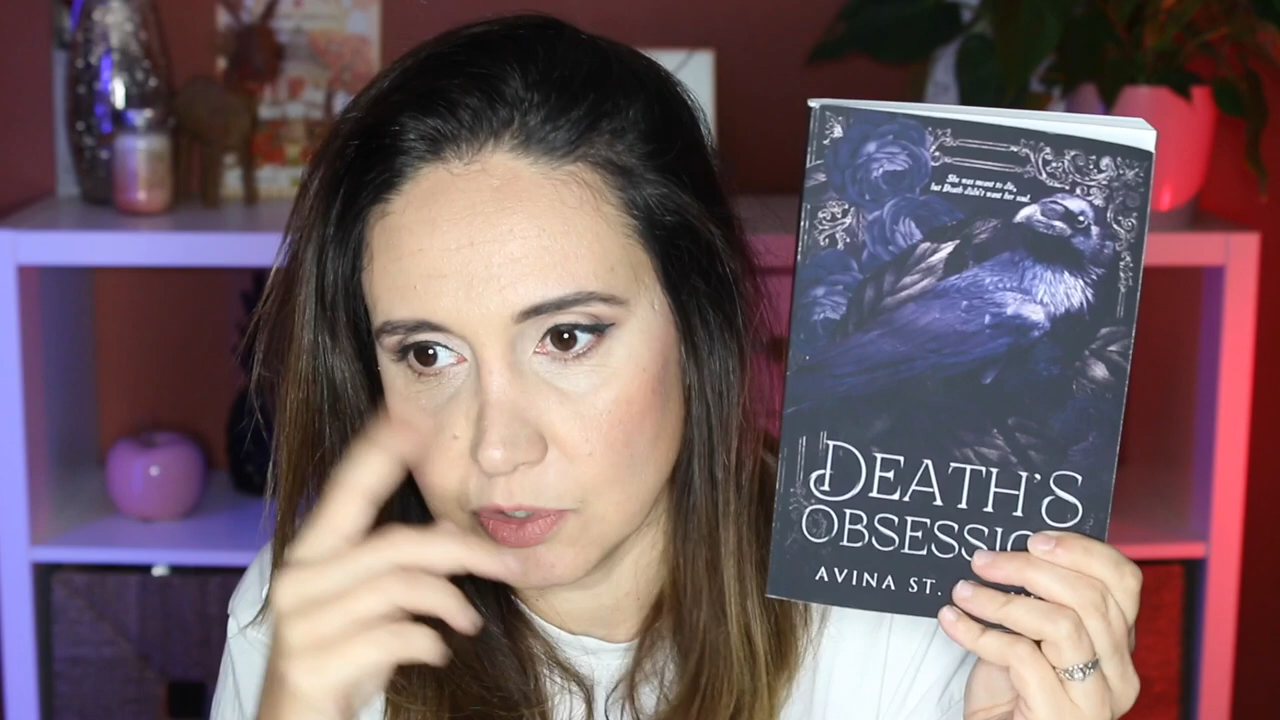 She was meant to die,
but Death didn't want her soul.
DEATH'S
OBSESSIO
AVINA ST.